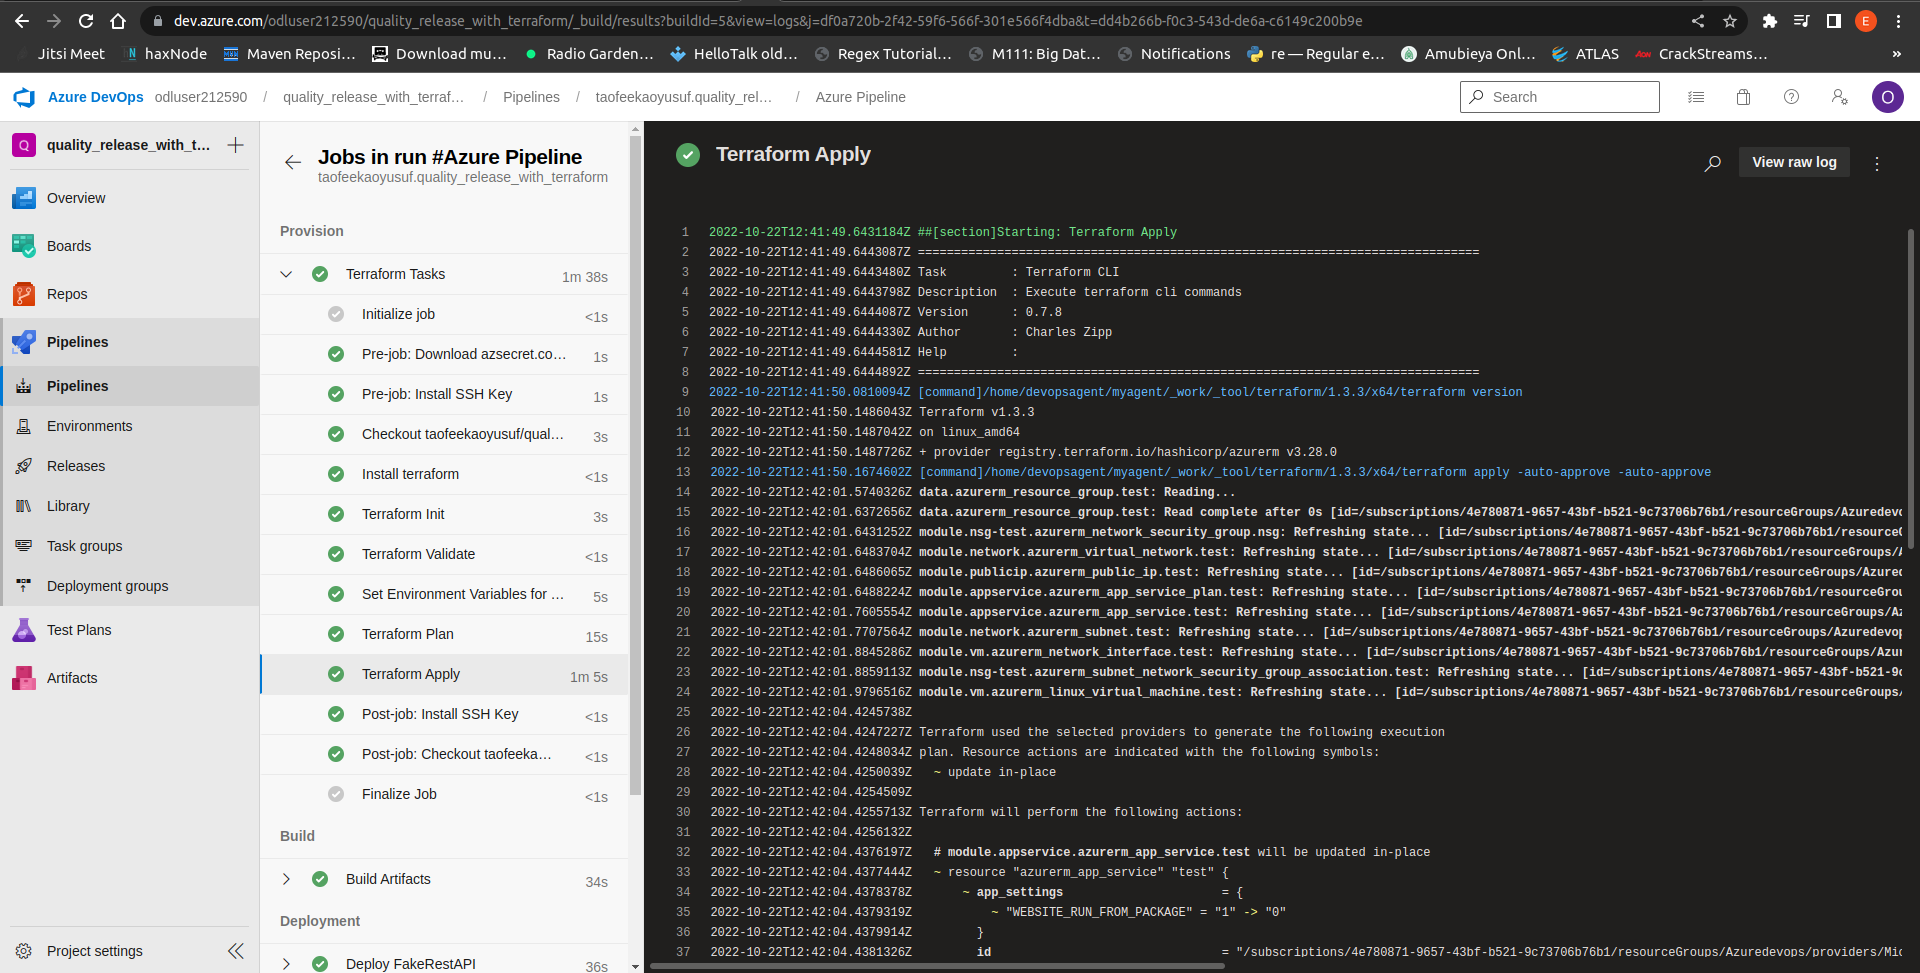 dev.azure.com/odluser212590/quality_release_with_terraform/_build/results?buildId=5&view=logs&j=df0a720b-2f42-59f6-566f-301e566f4dba&t=dd4b266b-f0c3-543d-de6a-c6149c200b9e
E
Jitsi Meet haxNode Maven Reposi... Download mu... Radio Garden... HelloTalk old... Regex Tutorial... M111: Big Dat... Notifications re — Regular e... Amubieya Onl... ATLAS CrackStreams... »
Azure DevOps odluser212590 / quality_release_with_terraf... / Pipelines / taofeekaoyusuf.quality_rel... / Azure Pipeline
Search
O
Q quality_release_with_t...
Overview
Boards
Repos
Pipelines
Pipelines
Environments
Releases
Library
Task groups
Deployment groups
Test Plans
Artifacts
Project settings
Jobs in run #Azure Pipeline
taofeekaoyusuf.quality_release_with_terraform
Provision
Terraform Tasks 1m 38s
Initialize job <1s
Pre-job: Download azsecret.co... 1s
Pre-job: Install SSH Key 1s
Checkout taofeekaoyusuf/qual... 3s
Install terraform <1s
Terraform Init 3s
Terraform Validate <1s
Set Environment Variables for ... 5s
Terraform Plan 15s
Terraform Apply 1m 5s
Post-job: Install SSH Key <1s
Post-job: Checkout taofeeka... <1s
Finalize Job <1s
Build
Build Artifacts 34s
Deployment
Deploy FakeRestAPI 36s
Terraform Apply
View raw log
1 2022-10-22T12:41:49.6431184Z ##[section]Starting: Terraform Apply
2 2022-10-22T12:41:49.6443087Z ==============================================================================
3 2022-10-22T12:41:49.6443480Z Task : Terraform CLI
4 2022-10-22T12:41:49.6443798Z Description : Execute terraform cli commands
5 2022-10-22T12:41:49.6444087Z Version : 0.7.8
6 2022-10-22T12:41:49.6444330Z Author : Charles Zipp
7 2022-10-22T12:41:49.6444581Z Help :
8 2022-10-22T12:41:49.6444892Z ==============================================================================
9 2022-10-22T12:41:50.0810094Z [command]/home/devopsagent/myagent/_work/_tool/terraform/1.3.3/x64/terraform version
10 2022-10-22T12:41:50.1486043Z Terraform v1.3.3
11 2022-10-22T12:41:50.1487042Z on linux_amd64
12 2022-10-22T12:41:50.1487726Z + provider registry.terraform.io/hashicorp/azurerm v3.28.0
13 2022-10-22T12:41:50.1674602Z [command]/home/devopsagent/myagent/_work/_tool/terraform/1.3.3/x64/terraform apply -auto-approve -auto-approve
14 2022-10-22T12:42:01.5740326Z data.azurerm_resource_group.test: Reading...
15 2022-10-22T12:42:01.6372656Z data.azurerm_resource_group.test: Read complete after 0s [id=/subscriptions/4e780871-9657-43bf-b521-9c73706b76b1/resourceGroups/Azuredevo
16 2022-10-22T12:42:01.6431252Z module.nsg-test.azurerm_network_security_group.nsg: Refreshing state... [id=/subscriptions/4e780871-9657-43bf-b521-9c73706b76b1/resourceG
17 2022-10-22T12:42:01.6483704Z module.network.azurerm_virtual_network.test: Refreshing state... [id=/subscriptions/4e780871-9657-43bf-b521-9c73706b76b1/resourceGroups/A
18 2022-10-22T12:42:01.6486065Z module.publicip.azurerm_public_ip.test: Refreshing state... [id=/subscriptions/4e780871-9657-43bf-b521-9c73706b76b1/resourceGroups/Azured
19 2022-10-22T12:42:01.6488224Z module.appservice.azurerm_app_service_plan.test: Refreshing state... [id=/subscriptions/4e780871-9657-43bf-b521-9c73706b76b1/resourceGrou
20 2022-10-22T12:42:01.7605554Z module.appservice.azurerm_app_service.test: Refreshing state... [id=/subscriptions/4e780871-9657-43bf-b521-9c73706b76b1/resourceGroups/Az
21 2022-10-22T12:42:01.7707564Z module.network.azurerm_subnet.test: Refreshing state... [id=/subscriptions/4e780871-9657-43bf-b521-9c73706b76b1/resourceGroups/Azuredevop
22 2022-10-22T12:42:01.8845286Z module.vm.azurerm_network_interface.test: Refreshing state... [id=/subscriptions/4e780871-9657-43bf-b521-9c73706b76b1/resourceGroups/Azur
23 2022-10-22T12:42:01.8859113Z module.nsg-test.azurerm_subnet_network_security_group_association.test: Refreshing state... [id=/subscriptions/4e780871-9657-43bf-b521-9c
24 2022-10-22T12:42:01.9796516Z module.vm.azurerm_linux_virtual_machine.test: Refreshing state... [id=/subscriptions/4e780871-9657-43bf-b521-9c73706b76b1/resourceGroups/
25 2022-10-22T12:42:04.4245738Z
26 2022-10-22T12:42:04.4247227Z Terraform used the selected providers to generate the following execution
27 2022-10-22T12:42:04.4248034Z plan. Resource actions are indicated with the following symbols:
28 2022-10-22T12:42:04.4250039Z ~ update in-place
29 2022-10-22T12:42:04.4254509Z
30 2022-10-22T12:42:04.4255713Z Terraform will perform the following actions:
31 2022-10-22T12:42:04.4256132Z
32 2022-10-22T12:42:04.4376197Z # module.appservice.azurerm_app_service.test will be updated in-place
33 2022-10-22T12:42:04.4377444Z ~ resource "azurerm_app_service" "test" {
34 2022-10-22T12:42:04.4378378Z ~ app_settings = {
35 2022-10-22T12:42:04.4379319Z ~ "WEBSITE_RUN_FROM_PACKAGE" = "1" -> "0"
36 2022-10-22T12:42:04.4379914Z }
37 2022-10-22T12:42:04.4381326Z id = "/subscriptions/4e780871-9657-43bf-b521-9c73706b76b1/resourceGroups/Azuredevops/providers/Mic